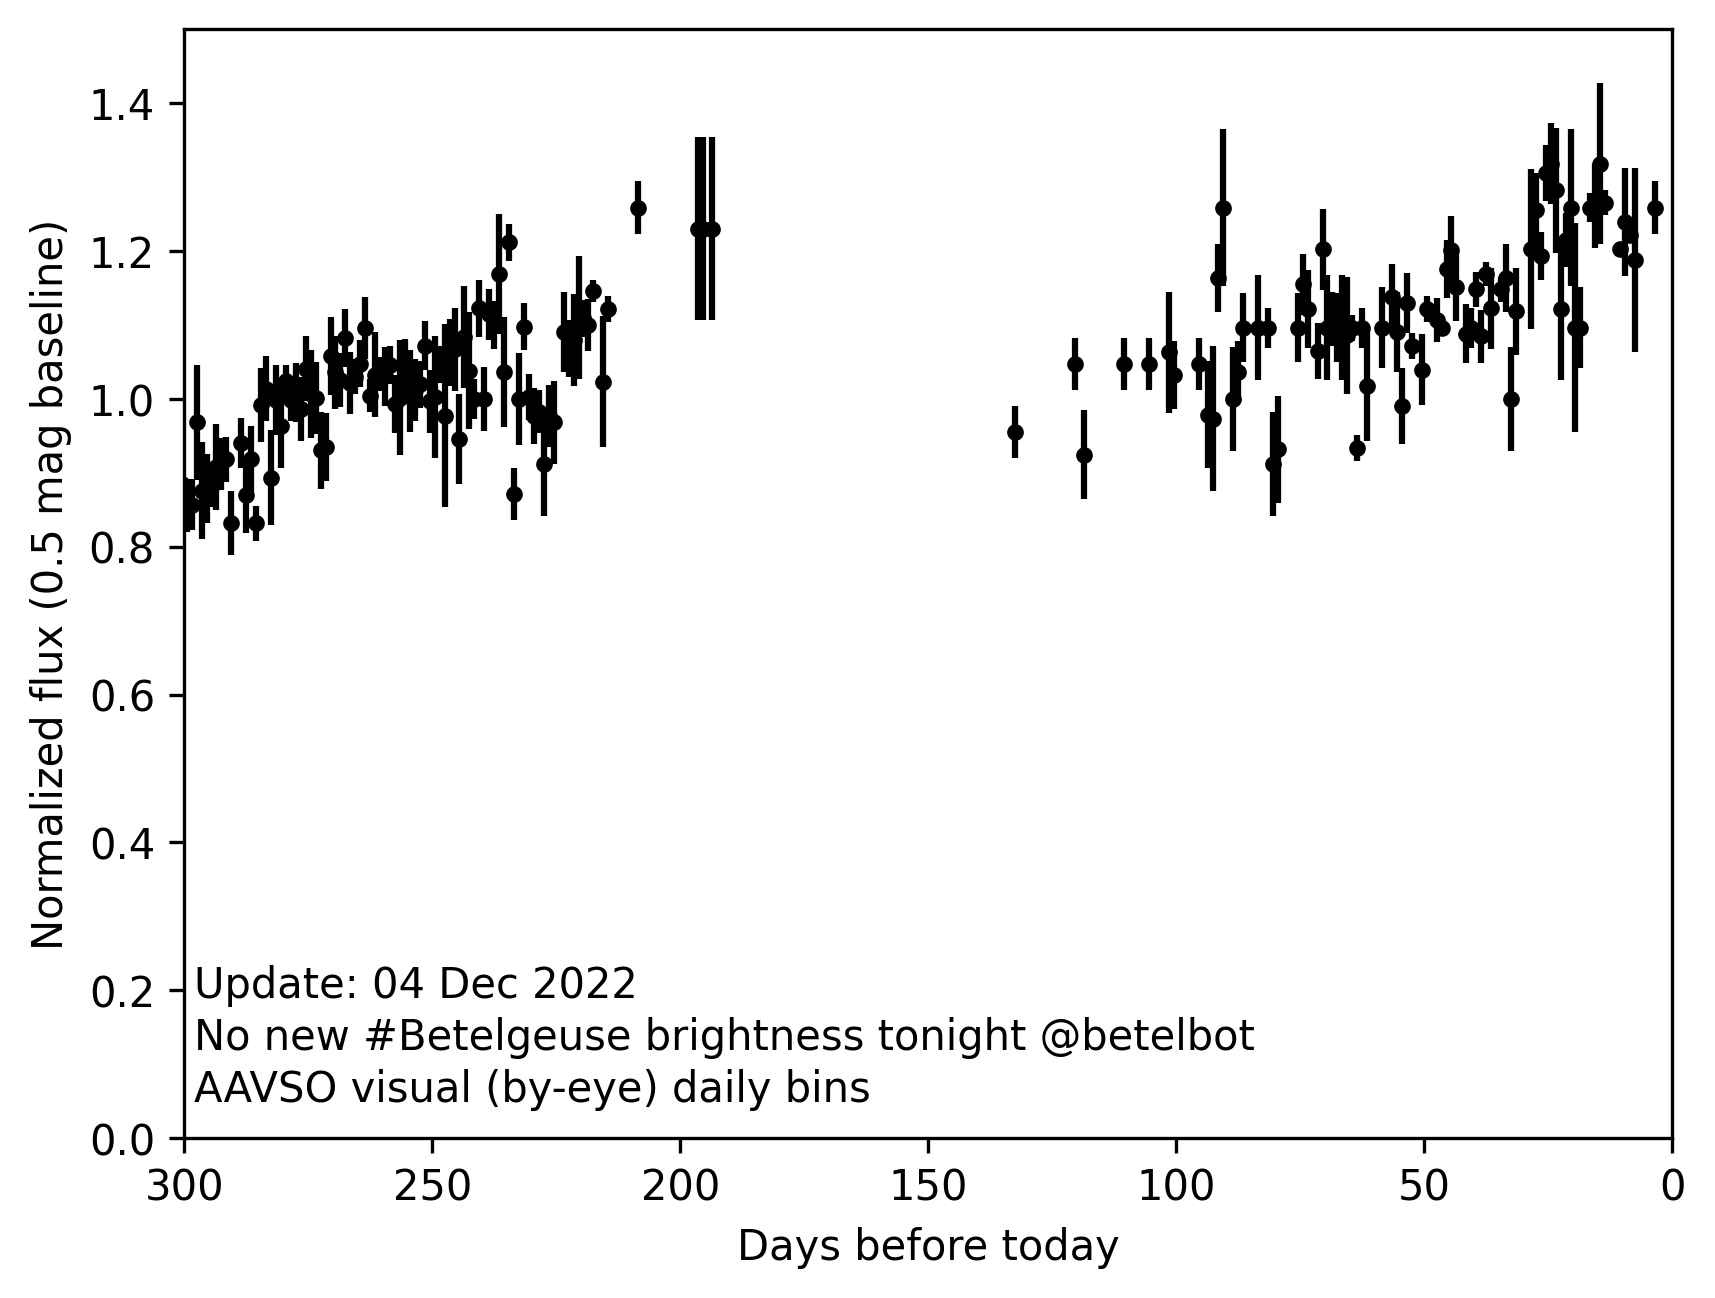 Normalized flux (0.5 mag baseline)
1.4
1.2
1.0
0.8
0.6
0.4
0.2
0.0
Update: 04 Dec 2022
No new #Betelgeuse brightness tonight @betelbot
AAVSO visual (by-eye) daily bins
300 250 200 150 100 50 0
Days before today